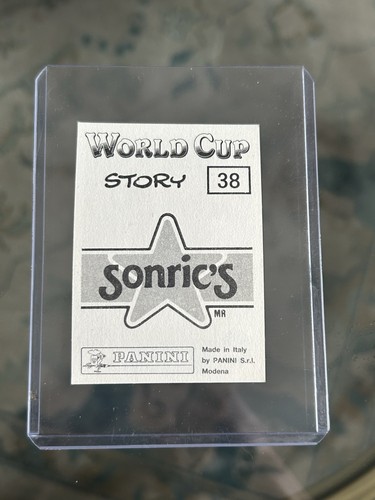 WORLD CUP
STORY 38
sonric's
MR
PANINI
Made in Italy
by PANINI S.r.l.
Modena